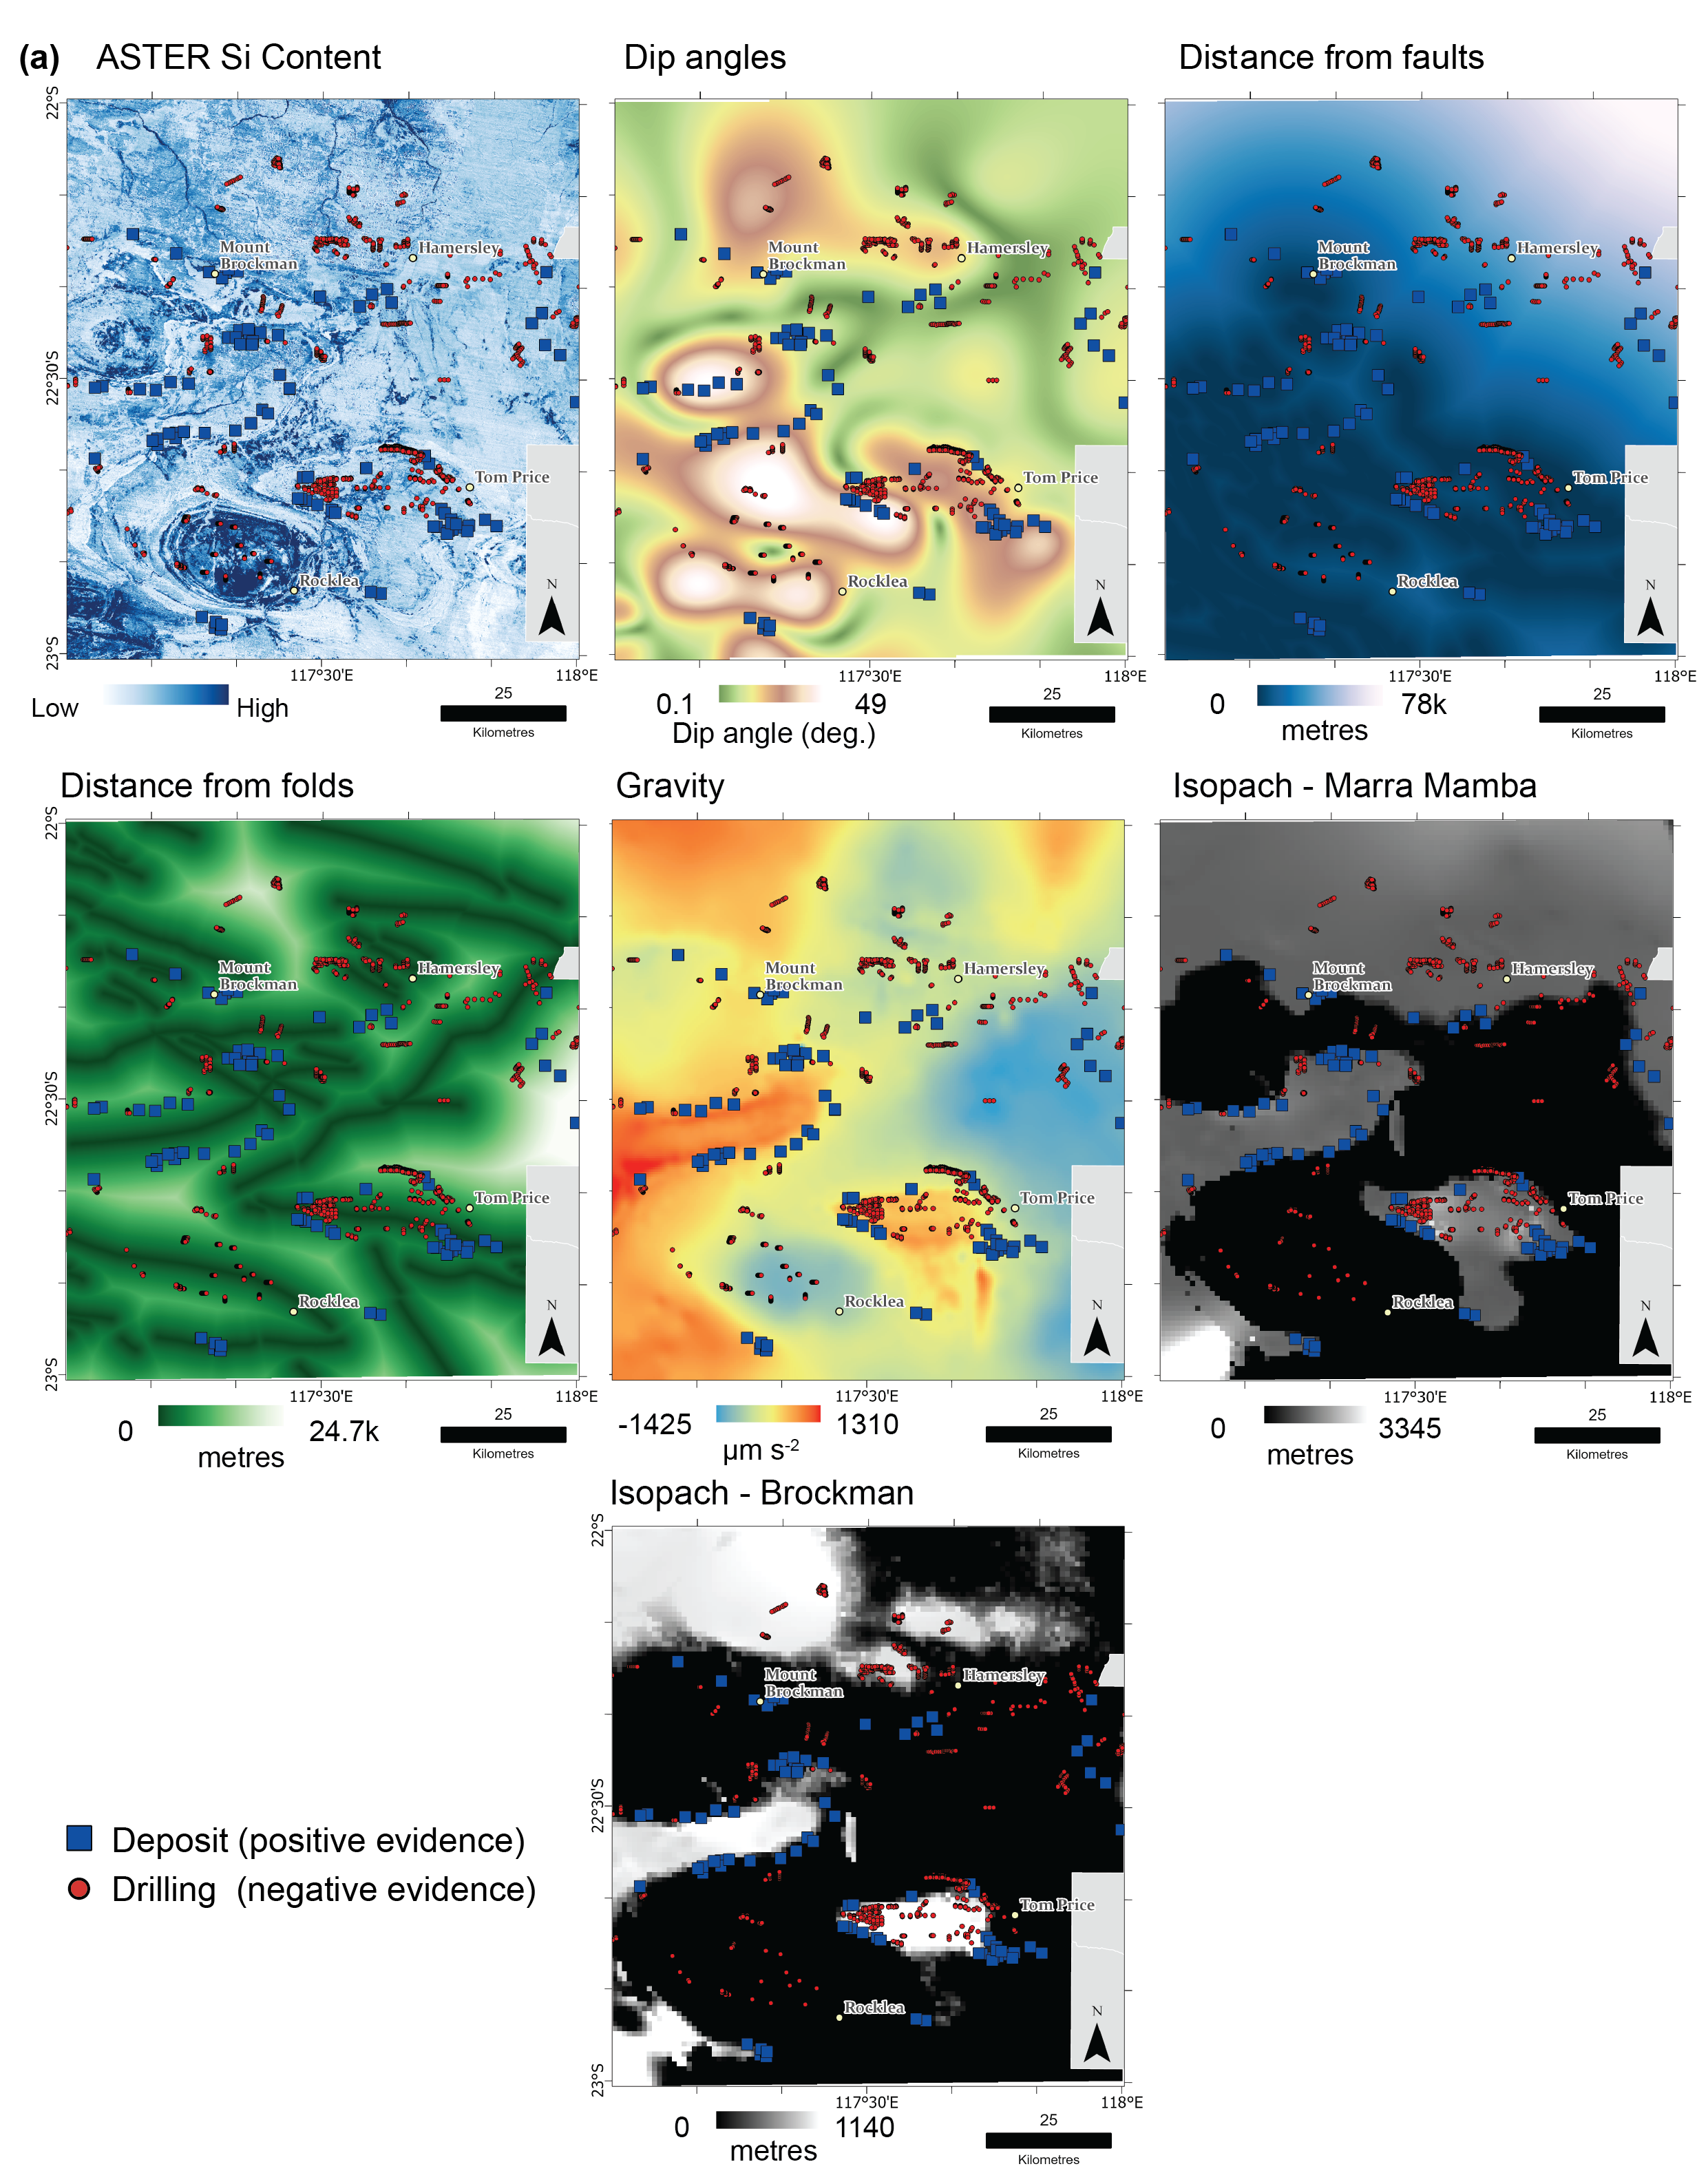 (a) ASTER Si Content
Dip angles
Distance from faults
22°S
22°30'S
23°S
Mount
Brockman
Hamersley
Tom Price
Rocklea
N
117°30'E
118°E
Mount
Brockman
Hamersley
Tom Price
Rocklea
N
117°30'E
118°E
Mount
Brockman
Hamersley
Tom Price
Rocklea
N
117°30'E
118°E
Low
High
25
Kilometres
0.1
49
Dip angle (deg.)
25
Kilometres
0
78k
metres
25
Kilometres
Distance from folds
Gravity
Isopach - Marra Mamba
22°S
22°30'S
23°S
Mount
Brockman
Hamersley
Tom Price
Rocklea
N
117°30'E
118°E
Mount
Brockman
Hamersley
Tom Price
Rocklea
N
117°30'E
118°E
Mount
Brockman
Hamersley
Tom Price
Rocklea
N
117°30'E
118°E
0
24.7k
metres
25
Kilometres
-1425
1310
µm s-2
25
Kilometres
0
3345
metres
25
Kilometres
Isopach - Brockman
22°S
22°30'S
23°S
Mount
Brockman
Hamersley
Tom Price
Rocklea
N
117°30'E
118°E
0
1140
metres
25
Kilometres
Deposit (positive evidence)
Drilling (negative evidence)